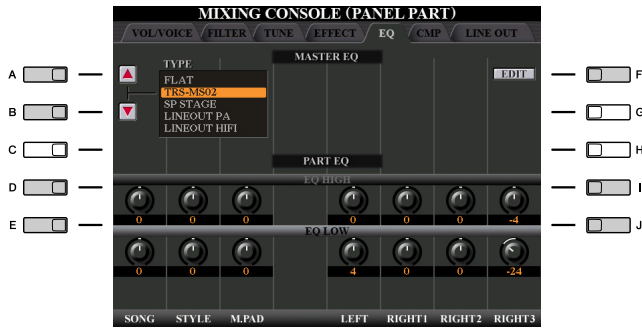 MIXING CONSOLE (PANEL PART)
VOL/VOICE FILTER TUNE EFFECT EQ CMP LINE OUT
MASTER EQ
TYPE
A F
EDIT
FLAT
TRS-MS02
SP STAGE
B G
LINEOUT PA
LINEOUT HIFI
C H
PART EQ
EQ HIGH
D I
0 0 0 0 0 0 -4
E J
EQ LOW
0 0 0 4 0 0 -24
SONG STYLE M.PAD LEFT RIGHT1 RIGHT2 RIGHT3